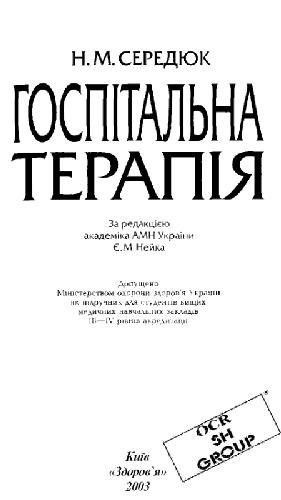 Н. М. СЕРЕДЮК
ГОСПІТАЛЬНА
ТЕРАПІЯ
За редакцією
академіка АМН України
Є. М Нейка
Допущено
Міністерством охорони здоров'я України
як підручник для студентів вищих
медичних навчальних закладів
III—IV рівнів акредитації
OCR
SH
GROUP
Київ
«Здоров'я»
2003